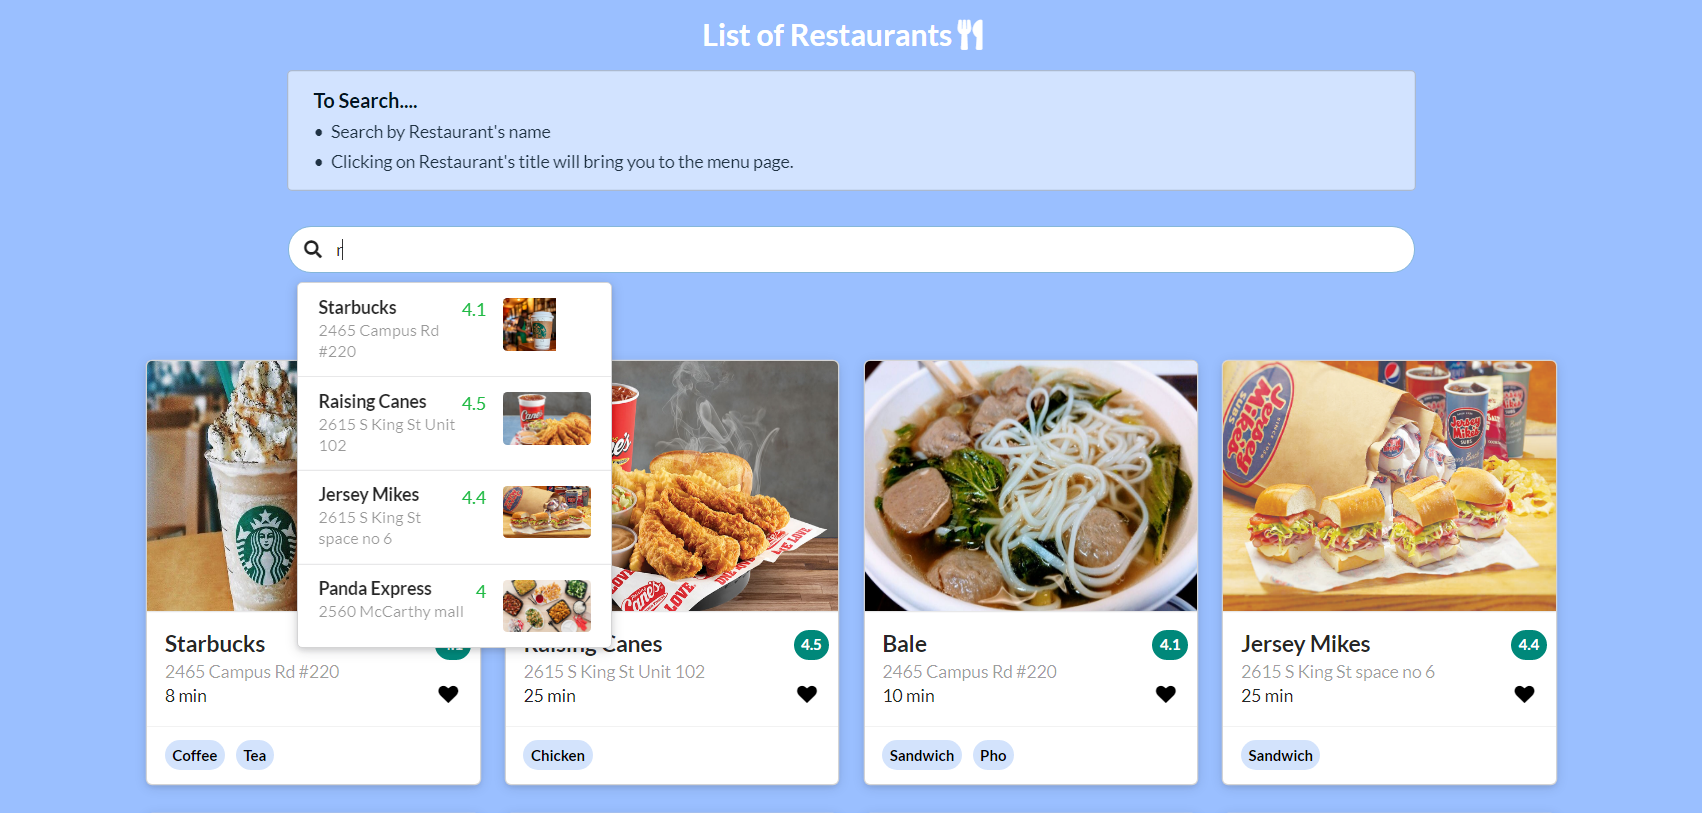 List of Restaurants
To Search....
• Search by Restaurant's name
• Clicking on Restaurant's title will bring you to the menu page.
r
Starbucks 4.1
2465 Campus Rd
#220
Raising Canes 4.5
2615 S King St Unit
102
Jersey Mikes 4.4
2615 S King St
space no 6
Panda Express 4
2560 McCarthy mall
Starbucks
2465 Campus Rd #220
8 min
Coffee Tea
Raising Canes 4.5
2615 S King St Unit 102
25 min
Chicken
Bale 4.1
2465 Campus Rd #220
10 min
Sandwich Pho
Jersey Mikes 4.4
2615 S King St space no 6
25 min
Sandwich